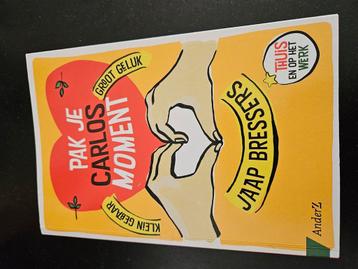 PAK JE
CARLOS
MOMENT
GROOT GELUK
KLEIN GEBAAR
JAAP BRESSERS
THUIS
EN OP HET
WERK
AnderZ